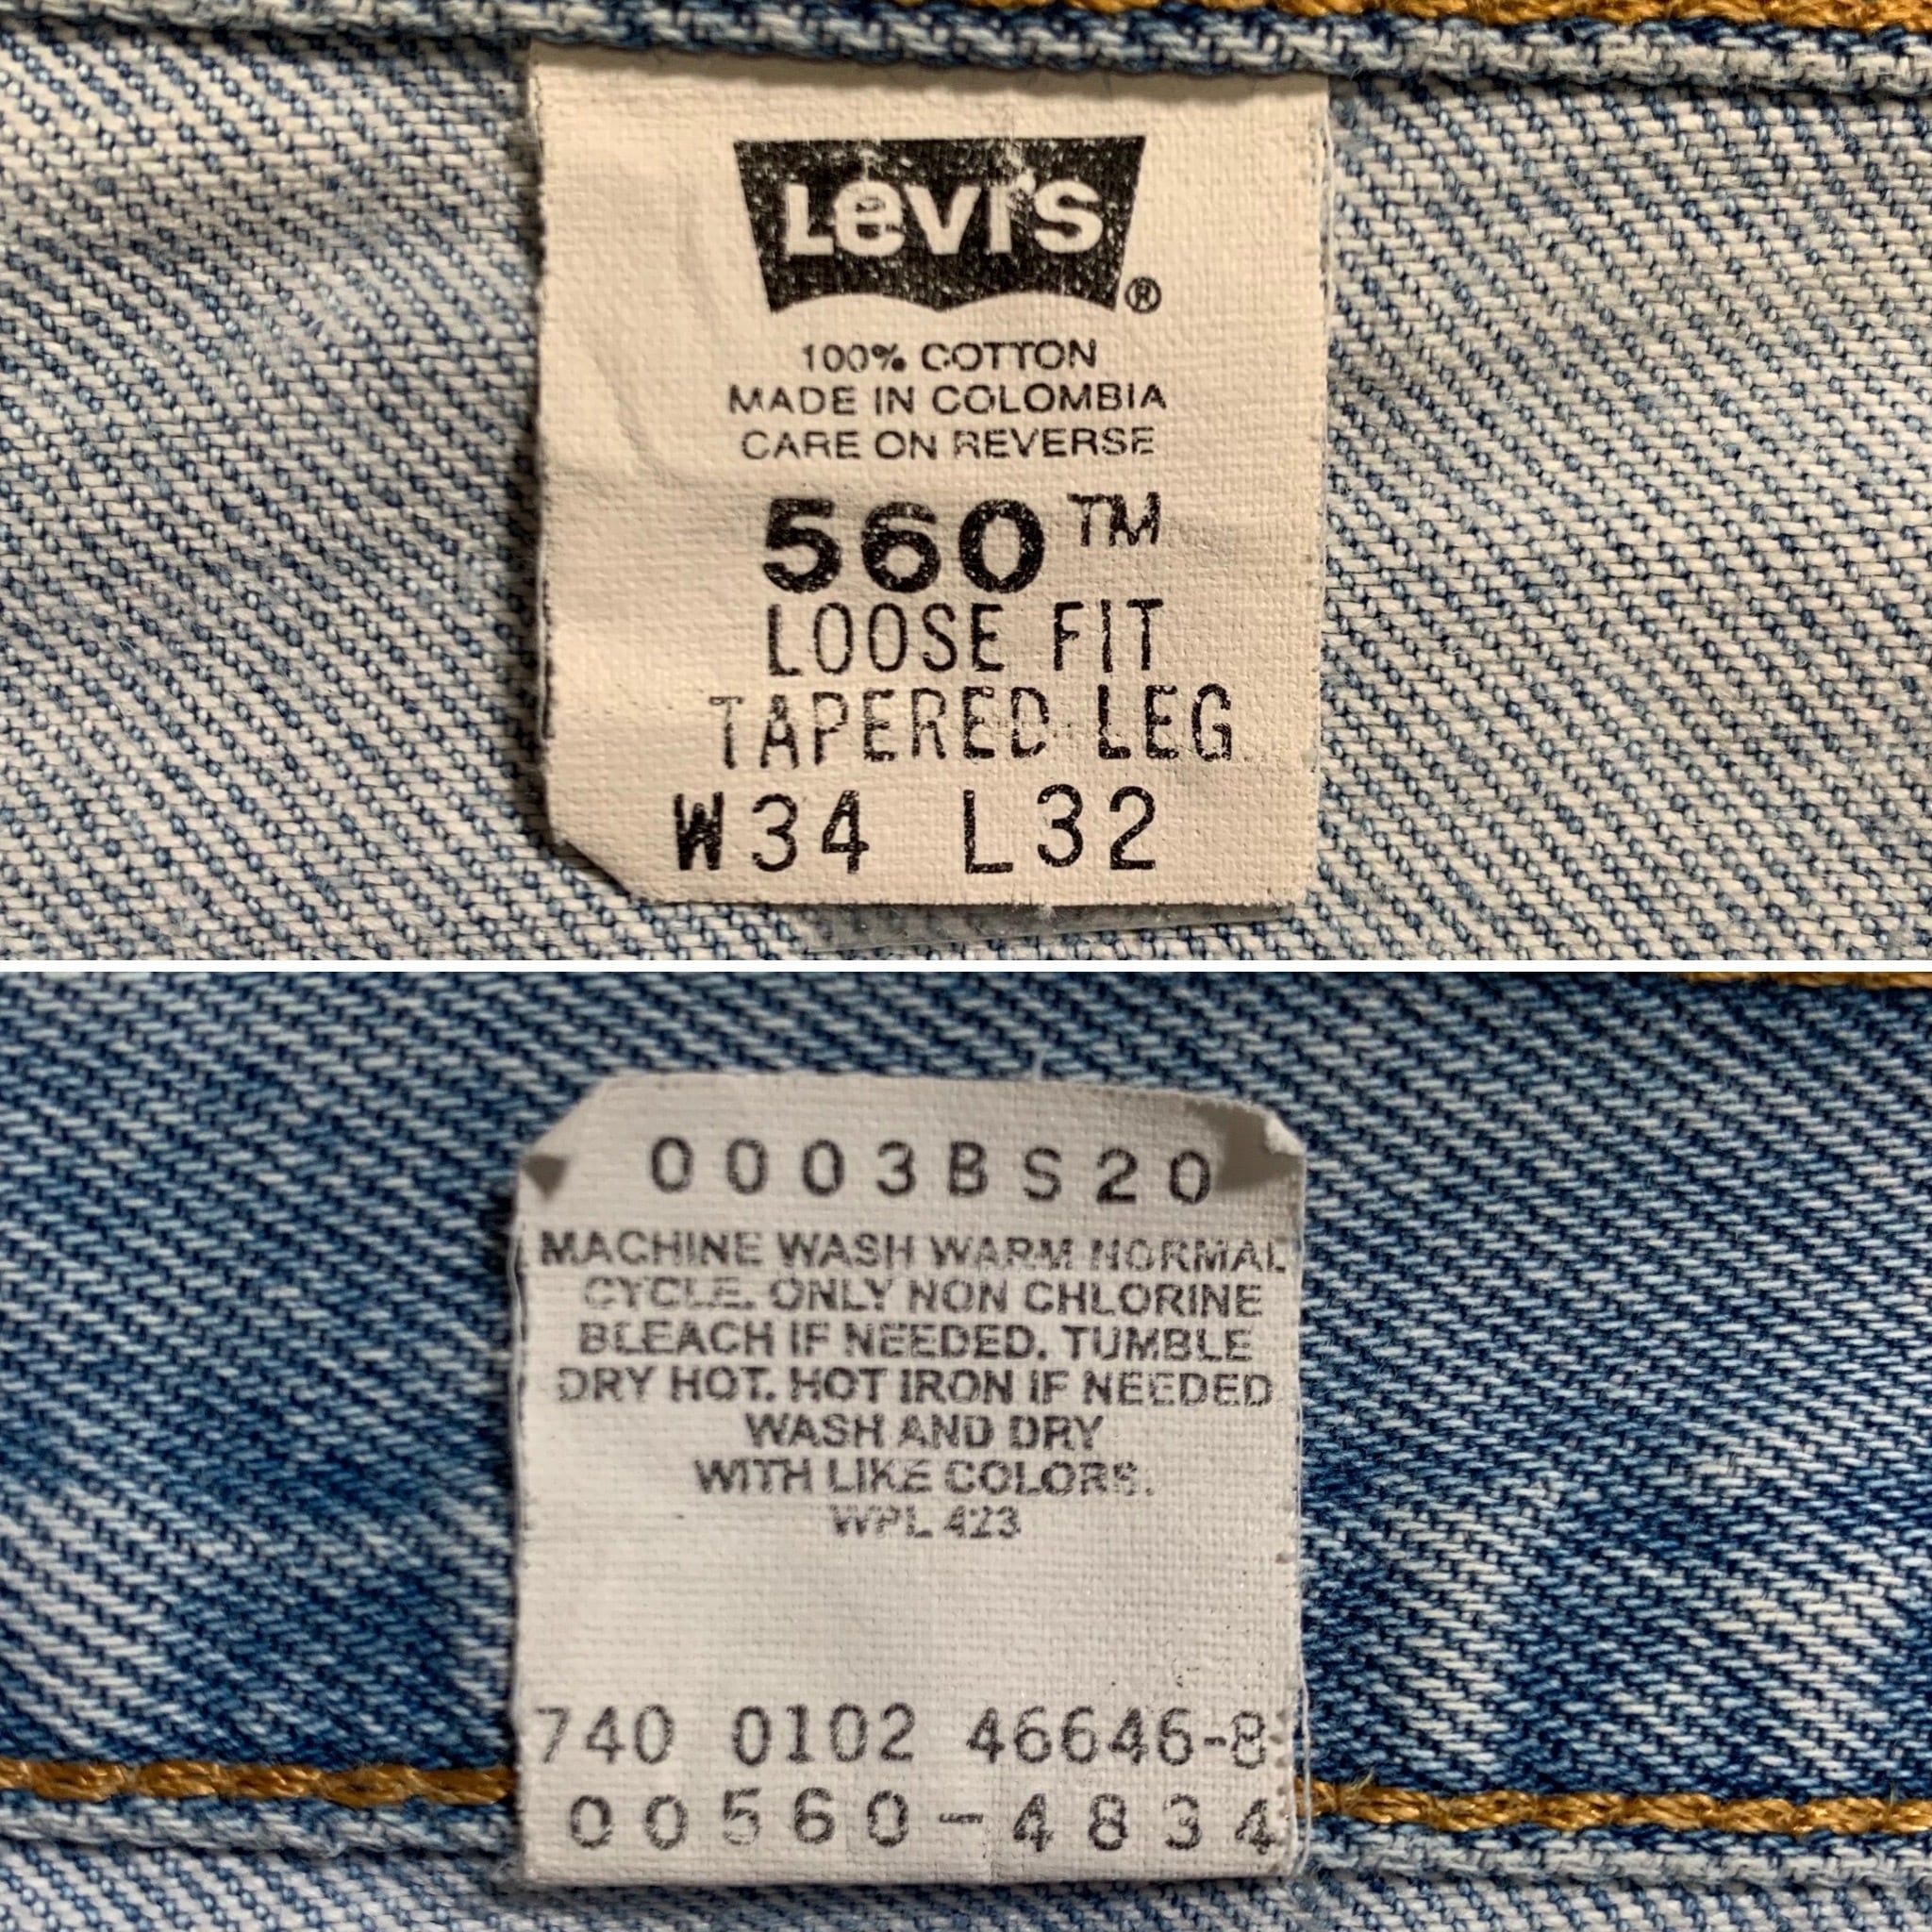 Levi's
®
100% COTTON
MADE IN COLOMBIA
CARE ON REVERSE
560™
LOOSE FIT
TAPERED LEG
W34 L32
0003BS20
MACHINE WASH WARM NORMAL
CYCLE. ONLY NON CHLORINE
BLEACH IF NEEDED. TUMBLE
DRY HOT. HOT IRON IF NEEDED
WASH AND DRY
WITH LIKE COLORS.
WPL 423
740 0102 46646-8
00560-4834